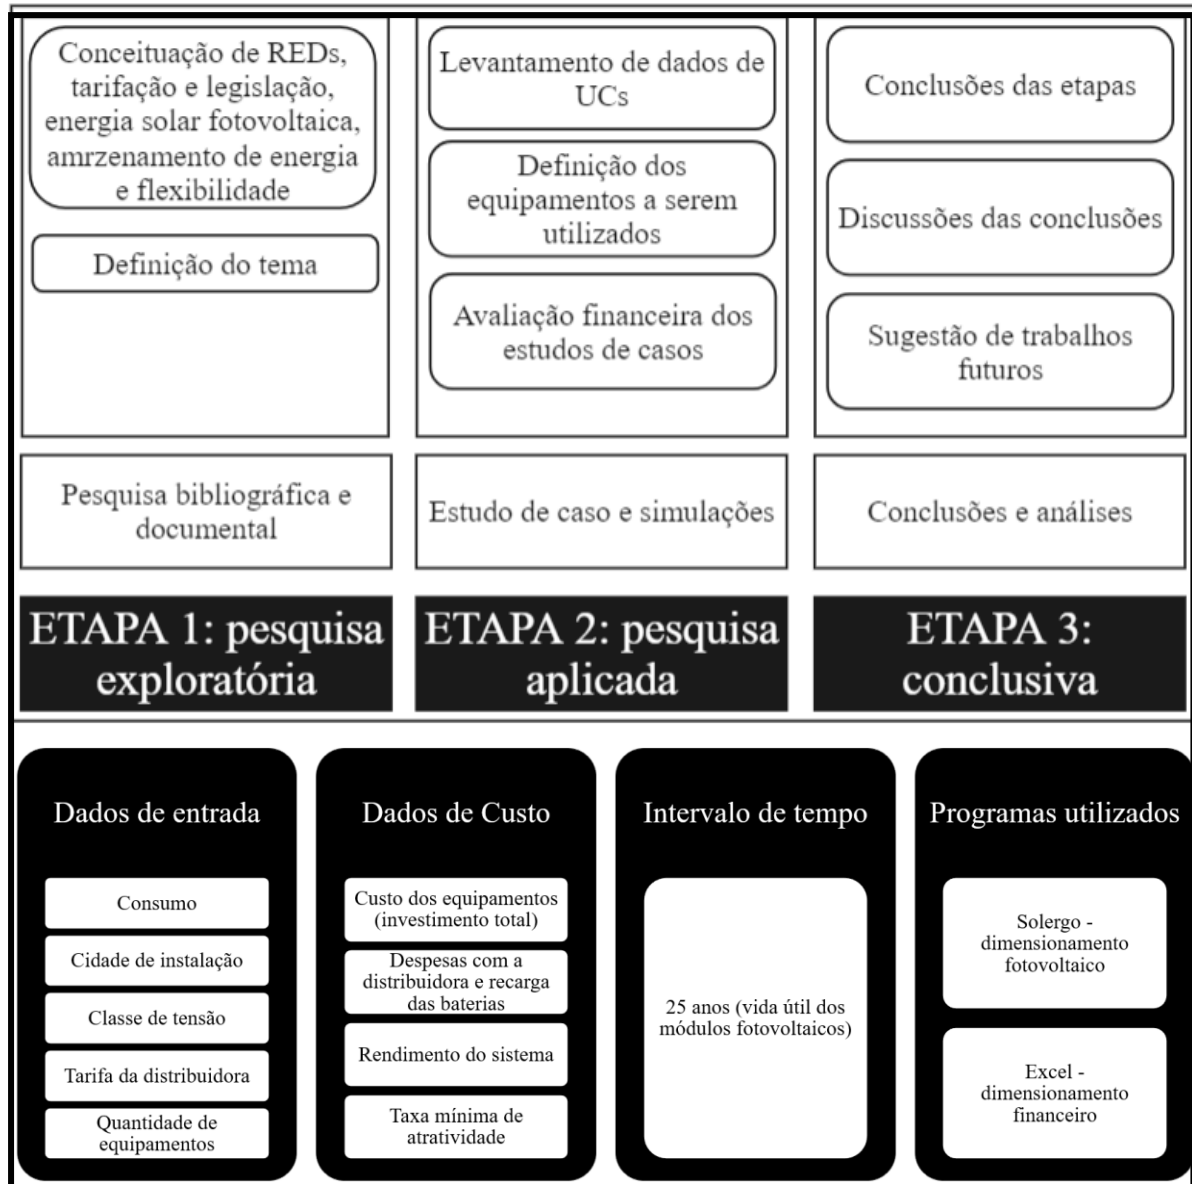 Conceituação de REDs,
tarifação e legislação,
energia solar fotovoltaica,
amrzenamento de energia
e flexibilidade
Definição do tema
Pesquisa bibliográfica e
documental
ETAPA 1: pesquisa
exploratória
Levantamento de dados de
UCs
Definição dos
equipamentos a serem
utilizados
Avaliação financeira dos
estudos de casos
Estudo de caso e simulações
ETAPA 2: pesquisa
aplicada
Conclusões das etapas
Discussões das conclusões
Sugestão de trabalhos
futuros
Conclusões e análises
ETAPA 3:
conclusiva
Dados de entrada
Consumo
Cidade de instalação
Classe de tensão
Tarifa da distribuidora
Quantidade de
equipamentos
Dados de Custo
Custo dos equipamentos
(investimento total)
Despesas com a
distribuidora e recarga
das baterias
Rendimento do sistema
Taxa mínima de
atratividade
Intervalo de tempo
25 anos (vida útil dos
módulos fotovoltaicos)
Programas utilizados
Solergo -
dimensionamento
fotovoltaico
Excel -
dimensionamento
financeiro